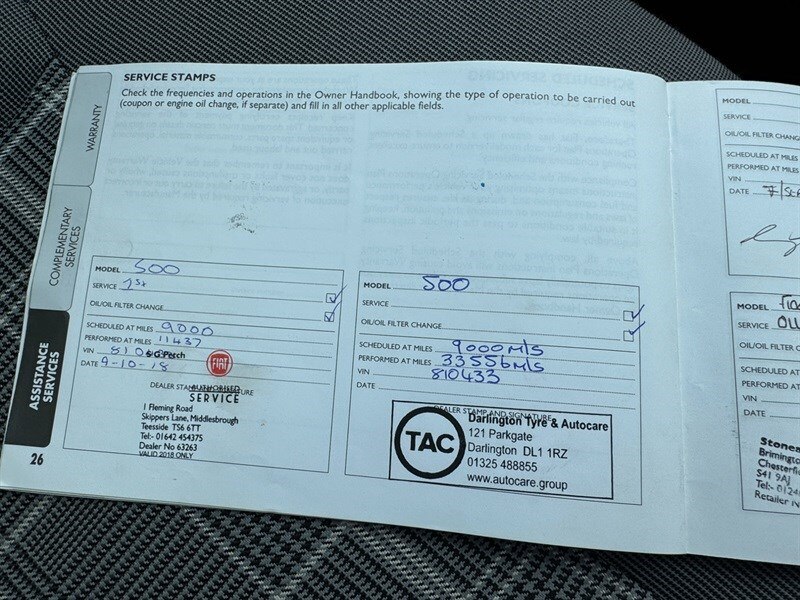 SERVICE STAMPS
Check the frequencies and operations in the Owner Handbook, showing the type of operation to be carried out
(coupon or engine oil change, if separate) and fill in all other applicable fields.
WARRANTY
COMPLEMENTARY
SERVICES
ASSISTANCE
SERVICES
26
MODEL 500
SERVICE 1st
OIL/OIL FILTER CHANGE
SCHEDULED AT MILES 9000
PERFORMED AT MILES 11437
VIN
DATE 9-10-18
S G Petch
FIAT
AUTHORISED
SERVICE
1 Fleming Road
Skippers Lane, Middlesbrough
Teesside TS6 6TT
Tel:- 01642 454375
Dealer No 63263
VALID 2018 ONLY
MODEL 500
SERVICE
OIL/OIL FILTER CHANGE
SCHEDULED AT MILES 9000mls
PERFORMED AT MILES 33556mls
VIN 810433
DATE
DEALER STAMP AND SIGNATURE
TAC
Darlington Tyre & Autocare
121 Parkgate
Darlington DL1 1RZ
01325 488855
www.autocare.group
MODEL
SERVICE
OIL/OIL FILTER CHANGE
SCHEDULED AT MILES
PERFORMED AT MILES
VIN
DATE
MODEL
SERVICE
OIL/OIL FILTER
SCHEDULED AT
PERFORMED AT
VIN
DATE
S41 9AJ